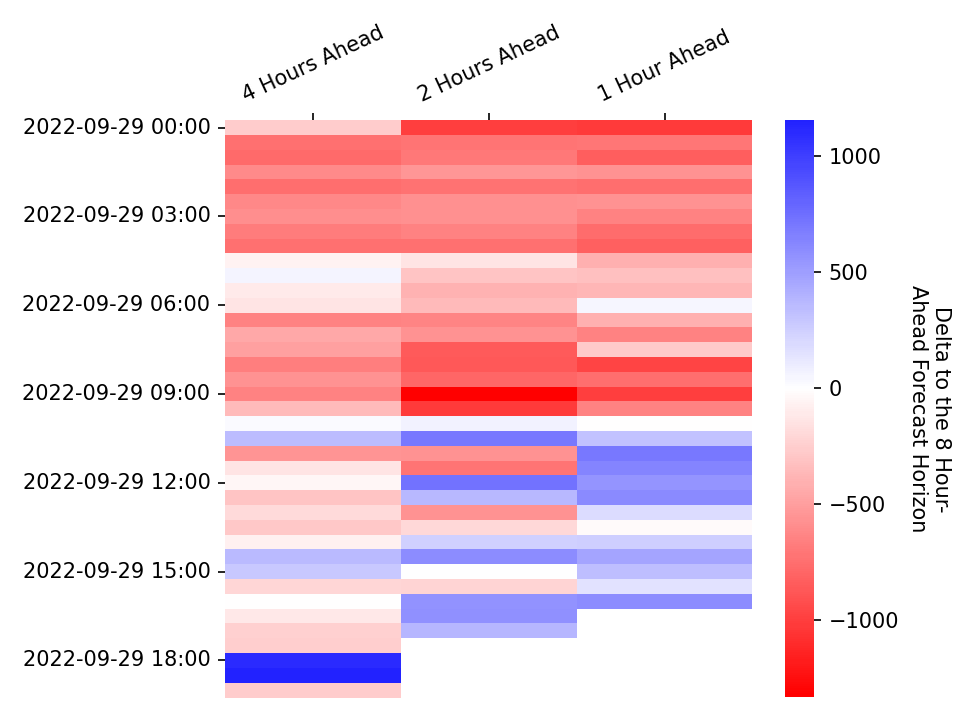 4 Hours Ahead
2 Hours Ahead
1 Hour Ahead
2022-09-29 00:00
2022-09-29 03:00
2022-09-29 06:00
2022-09-29 09:00
2022-09-29 12:00
2022-09-29 15:00
2022-09-29 18:00
1000
500
0
−500
−1000
Delta to the 8 Hour-
Ahead Forecast Horizon